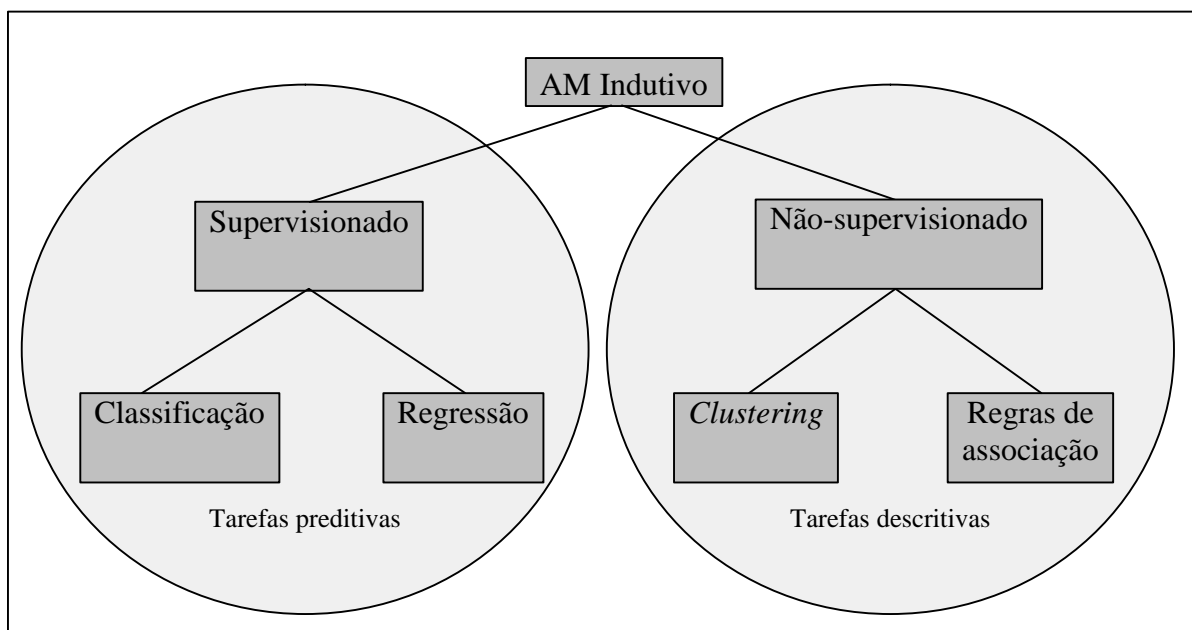 AM Indutivo
Supervisionado
Não-supervisionado
Classificação
Regressão
Clustering
Regras de
associação
Tarefas preditivas
Tarefas descritivas